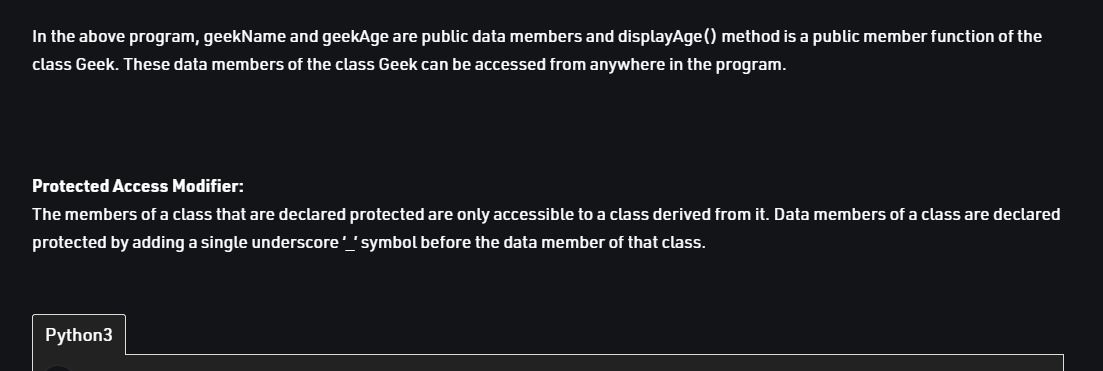 In the above program, geekName and geekAge are public data members and displayAge() method is a public member function of the
class Geek. These data members of the class Geek can be accessed from anywhere in the program.
Protected Access Modifier:
The members of a class that are declared protected are only accessible to a class derived from it. Data members of a class are declared
protected by adding a single underscore ‘_’ symbol before the data member of that class.
Python3